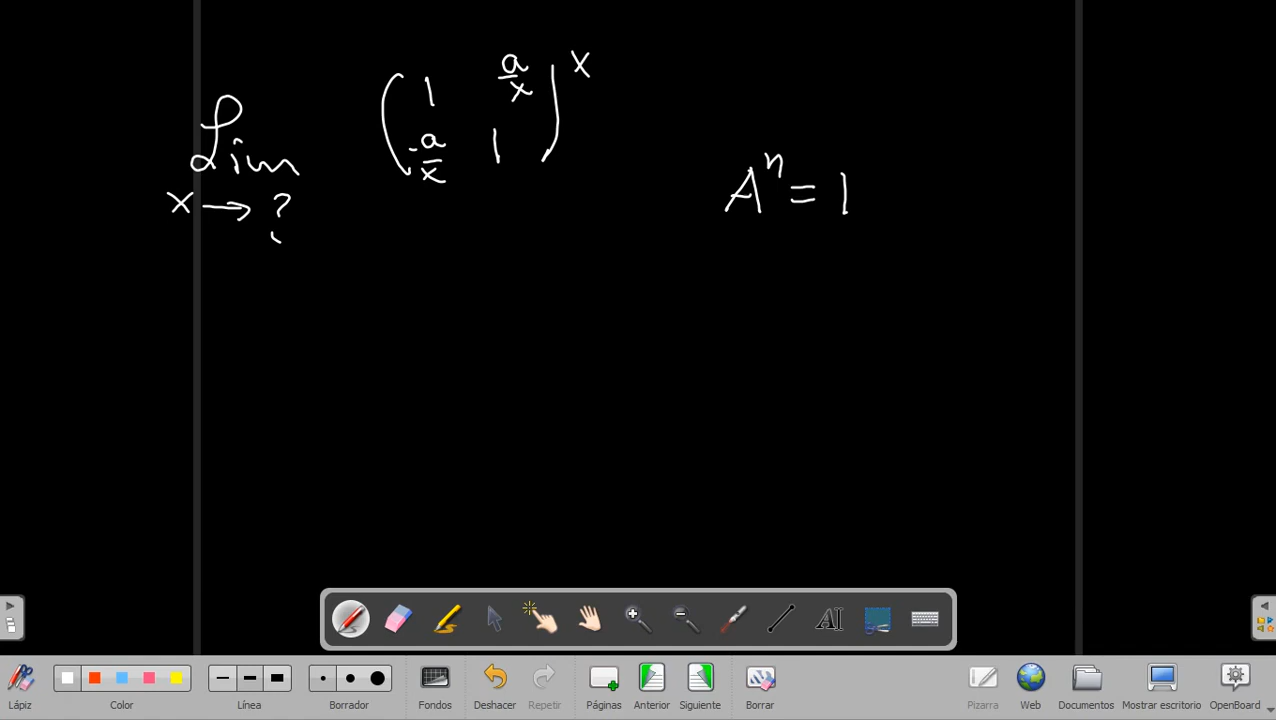 Lim x → ? ( 1 a/x -a/x 1 )^x
Aⁿ = 1
Lápiz Color Línea Borrador Fondos Deshacer Repetir Páginas Anterior Siguiente Borrar Pizarra Web Documentos Mostrar escritorio OpenBoard